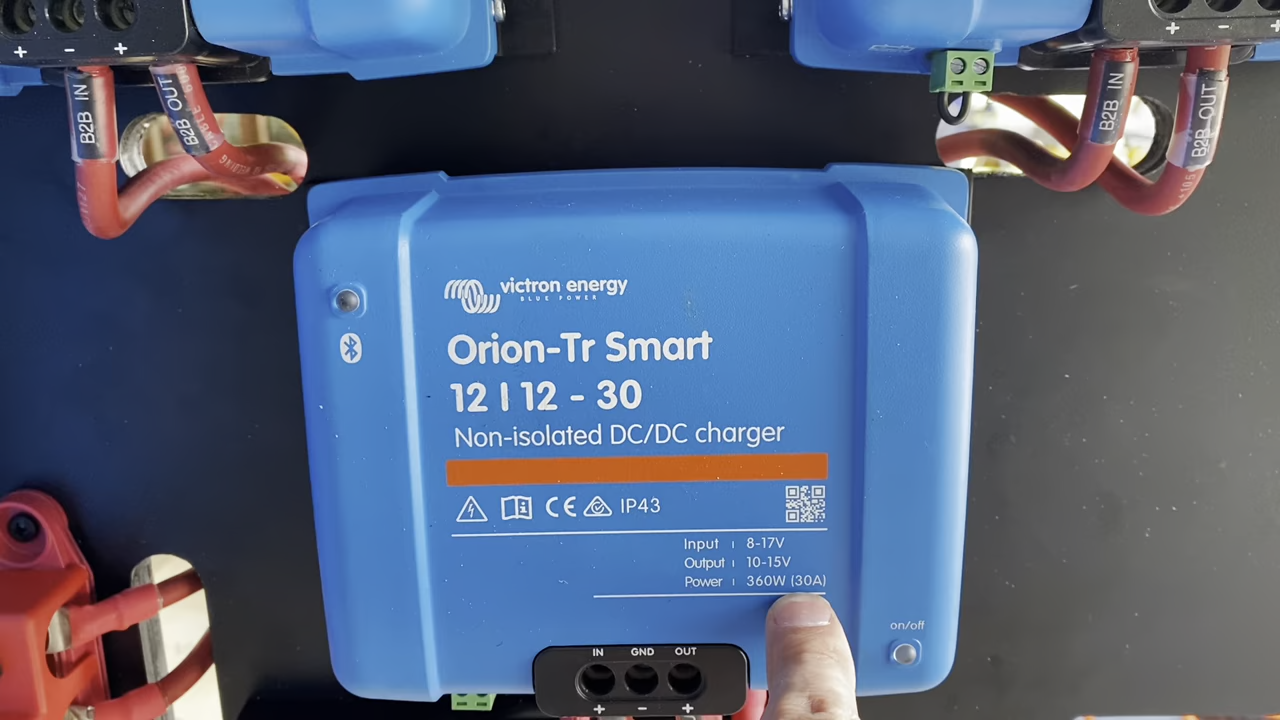 + - +
+ - +
B2B IN
B2B OUT
B2B IN
B2B OUT
victron energy
BLUE POWER
Orion-Tr Smart
12 | 12 - 30
Non-isolated DC/DC charger
CE IP43
Input | 8-17V
Output | 10-15V
Power | 360W (30A)
on/off
IN GND OUT
+ - +